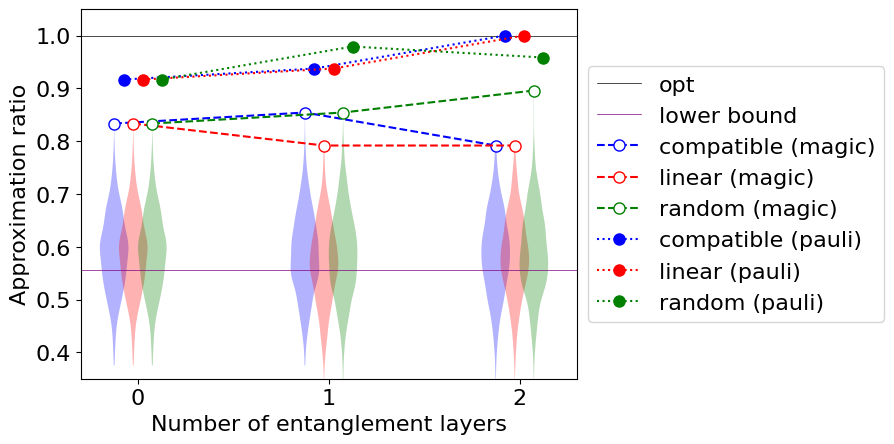 1.0
0.9
0.8
0.7
0.6
0.5
0.4
Approximation ratio
0
1
2
Number of entanglement layers
opt
lower bound
compatible (magic)
linear (magic)
random (magic)
compatible (pauli)
linear (pauli)
random (pauli)